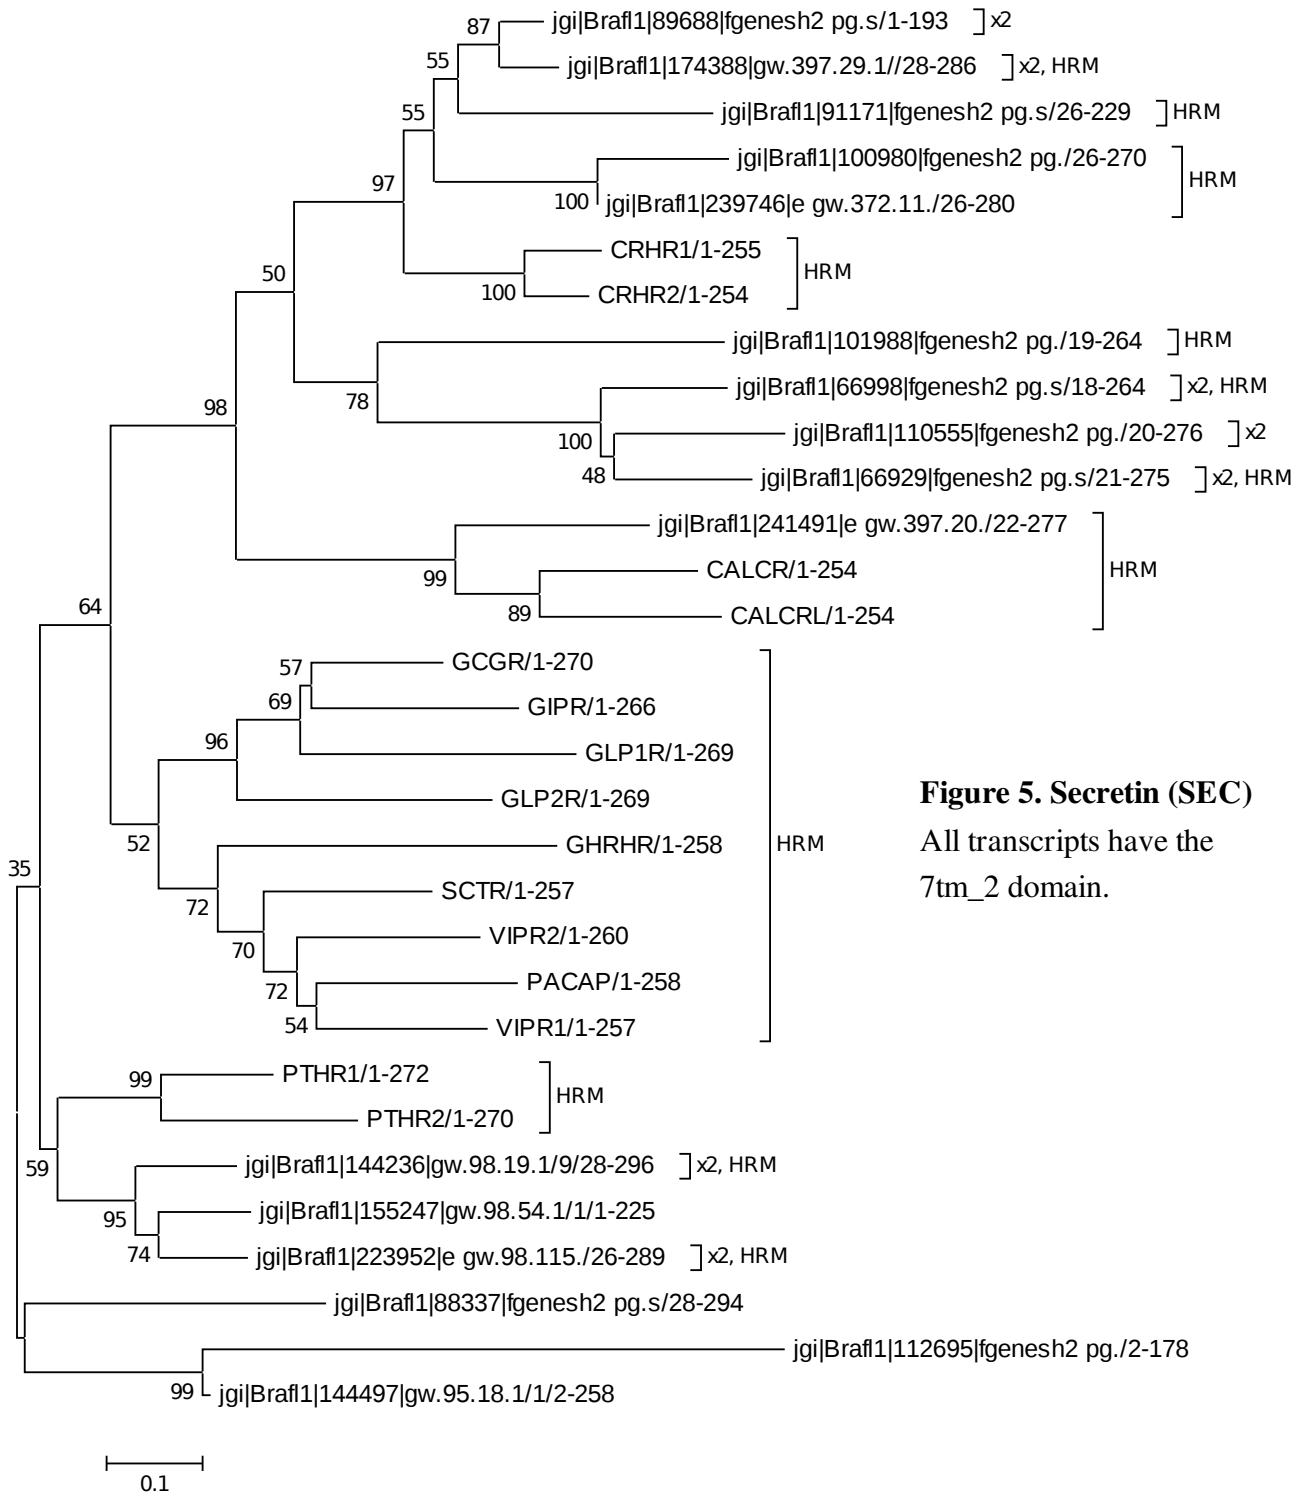 87
jgi|Brafl1|89688|fgenesh2 pg.s/1-193 x2
55
jgi|Brafl1|174388|gw.397.29.1//28-286 x2, HRM
55
jgi|Brafl1|91171|fgenesh2 pg.s/26-229 HRM
jgi|Brafl1|100980|fgenesh2 pg./26-270
HRM
97
100
jgi|Brafl1|239746|e gw.372.11./26-280
CRHR1/1-255
HRM
50
100
CRHR2/1-254
jgi|Brafl1|101988|fgenesh2 pg./19-264 HRM
jgi|Brafl1|66998|fgenesh2 pg.s/18-264 x2, HRM
98
78
jgi|Brafl1|110555|fgenesh2 pg./20-276 x2
100
48
jgi|Brafl1|66929|fgenesh2 pg.s/21-275 x2, HRM
jgi|Brafl1|241491|e gw.397.20./22-277
99
CALCR/1-254
HRM
64
89
CALCRL/1-254
57
GCGR/1-270
69
GIPR/1-266
96
GLP1R/1-269
GLP2R/1-269
Figure 5. Secretin (SEC)
All transcripts have the
7tm_2 domain.
52
GHRHR/1-258
HRM
35
72
SCTR/1-257
70
VIPR2/1-260
72
PACAP/1-258
54
VIPR1/1-257
99
PTHR1/1-272
HRM
PTHR2/1-270
59
jgi|Brafl1|144236|gw.98.19.1/9/28-296 x2, HRM
95
jgi|Brafl1|155247|gw.98.54.1/1/1-225
74
jgi|Brafl1|223952|e gw.98.115./26-289 x2, HRM
jgi|Brafl1|88337|fgenesh2 pg.s/28-294
jgi|Brafl1|112695|fgenesh2 pg./2-178
99
jgi|Brafl1|144497|gw.95.18.1/1/2-258
0.1